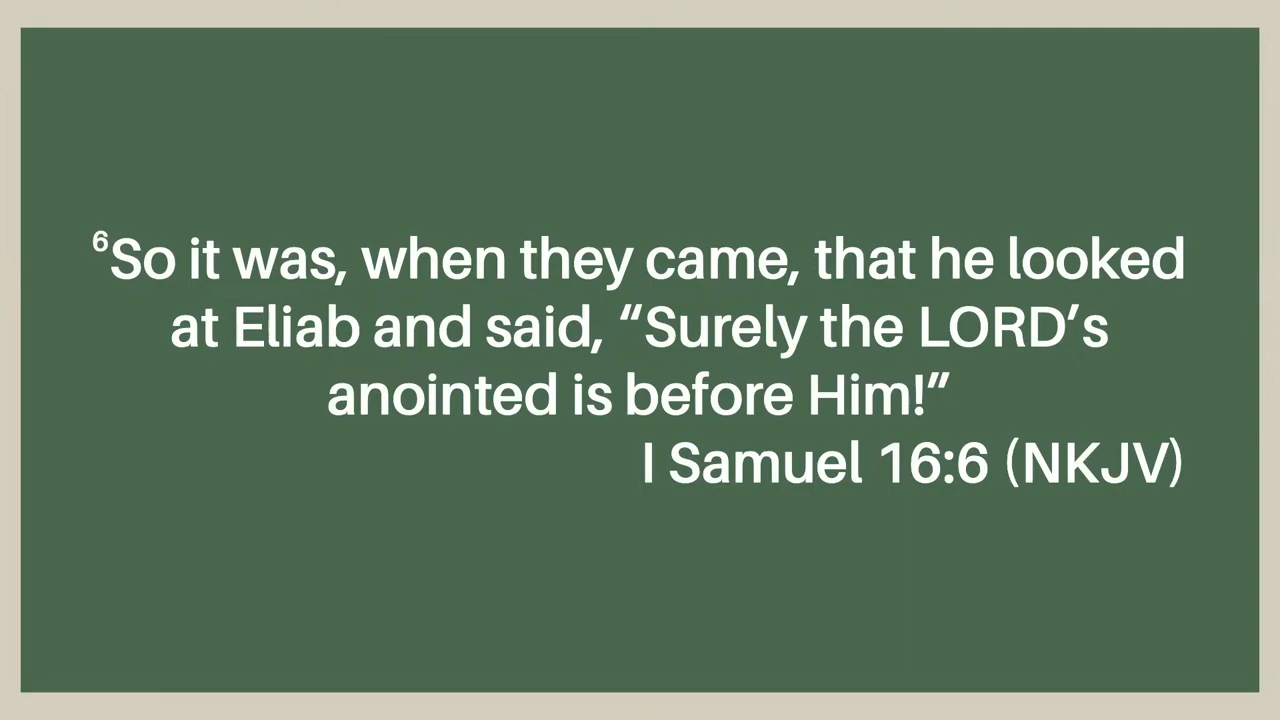 ⁶So it was, when they came, that he looked
at Eliab and said, “Surely the LORD’s
anointed is before Him!”
I Samuel 16:6 (NKJV)